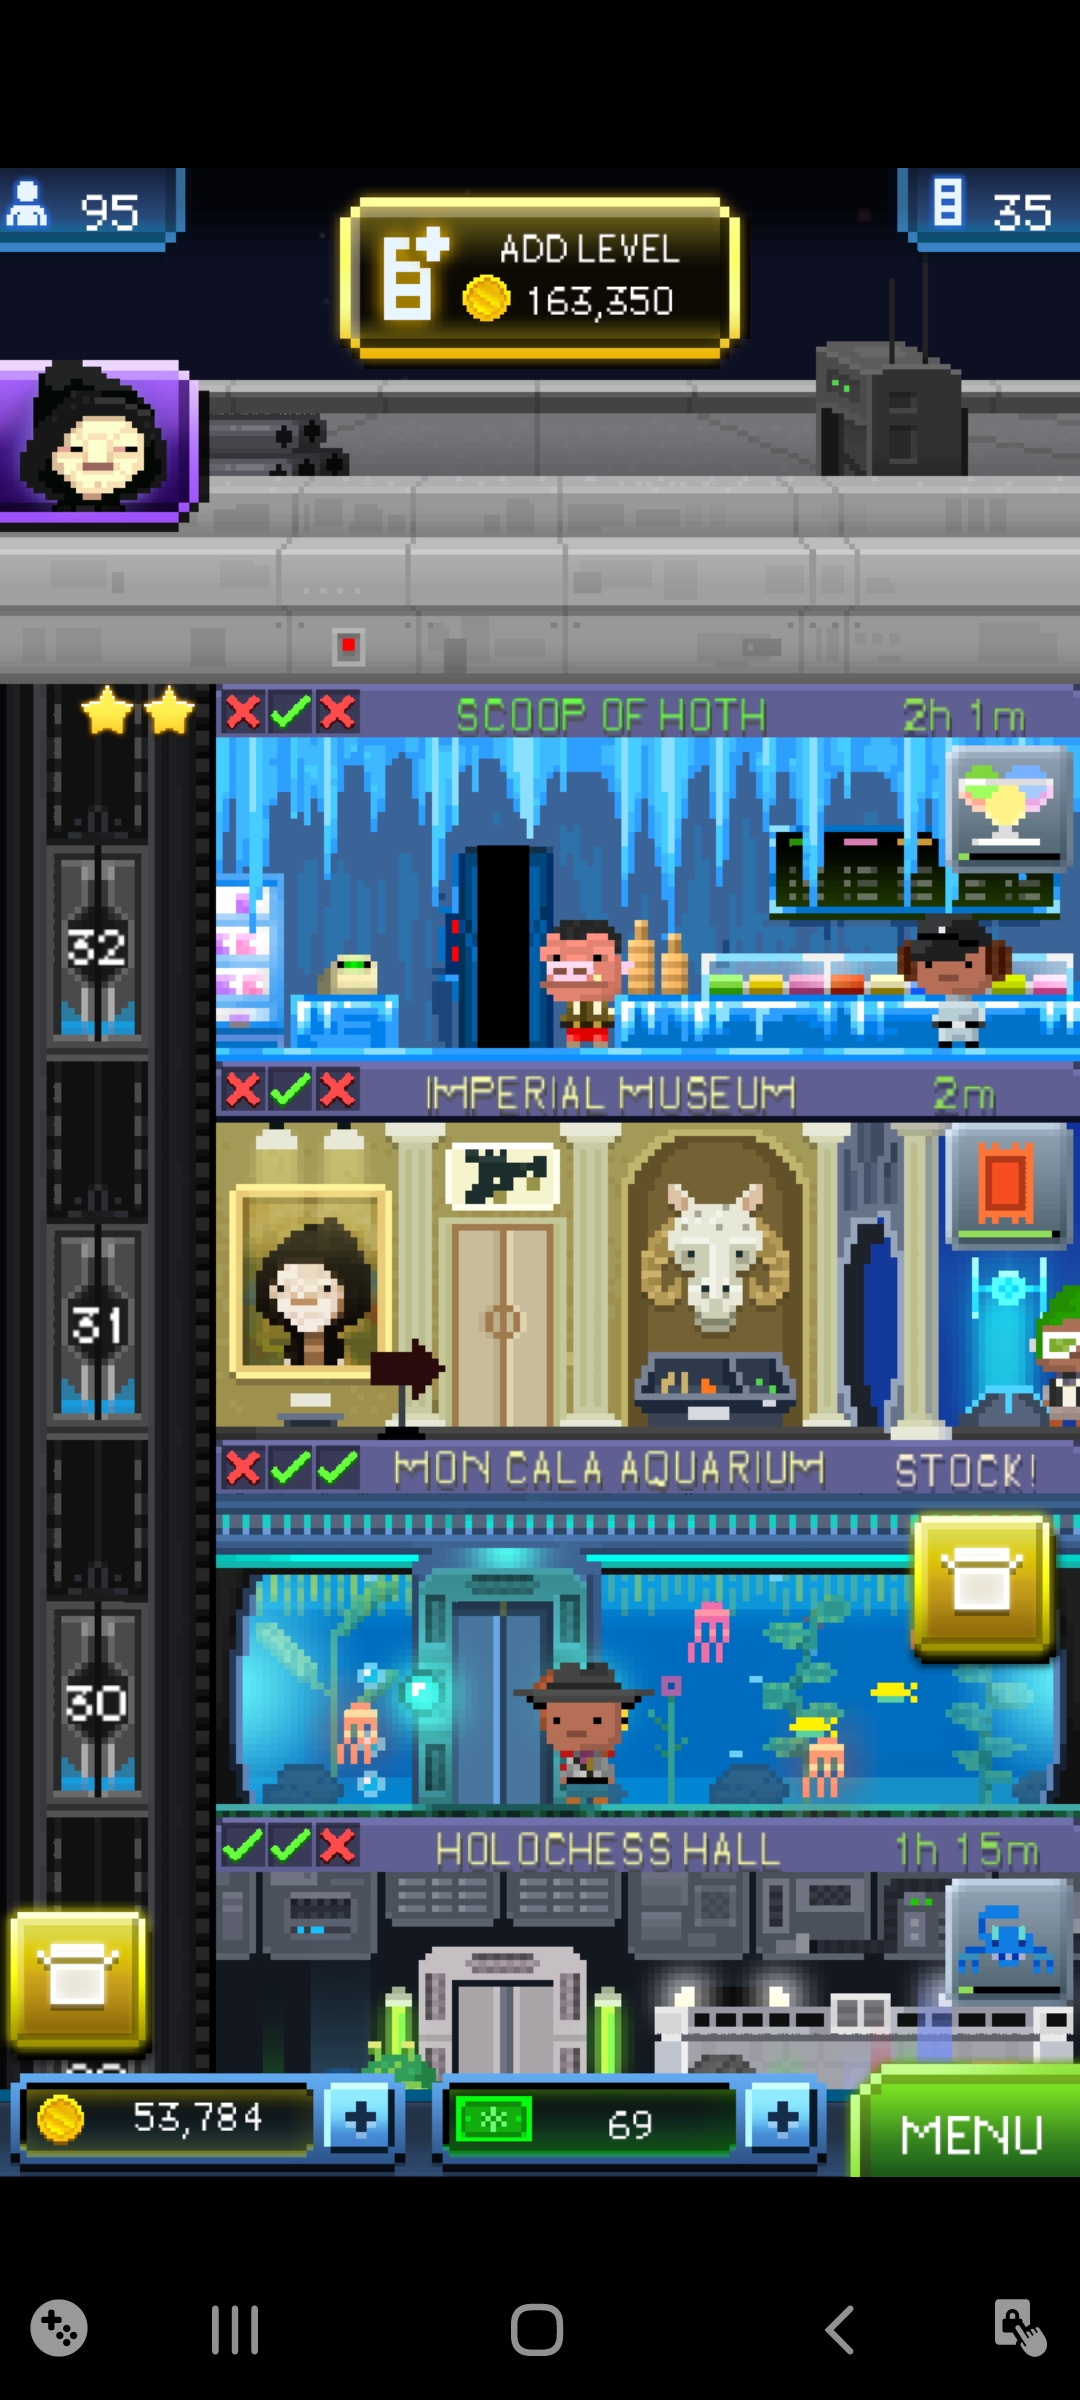 95
ADD LEVEL
163,350
35
SCOOP OF HOTH 2h 1m
32
IMPERIAL MUSEUM 2m
31
MON CALA AQUARIUM STOCK!
30
HOLOCHESS HALL 1h 15m
53,784
69
MENU